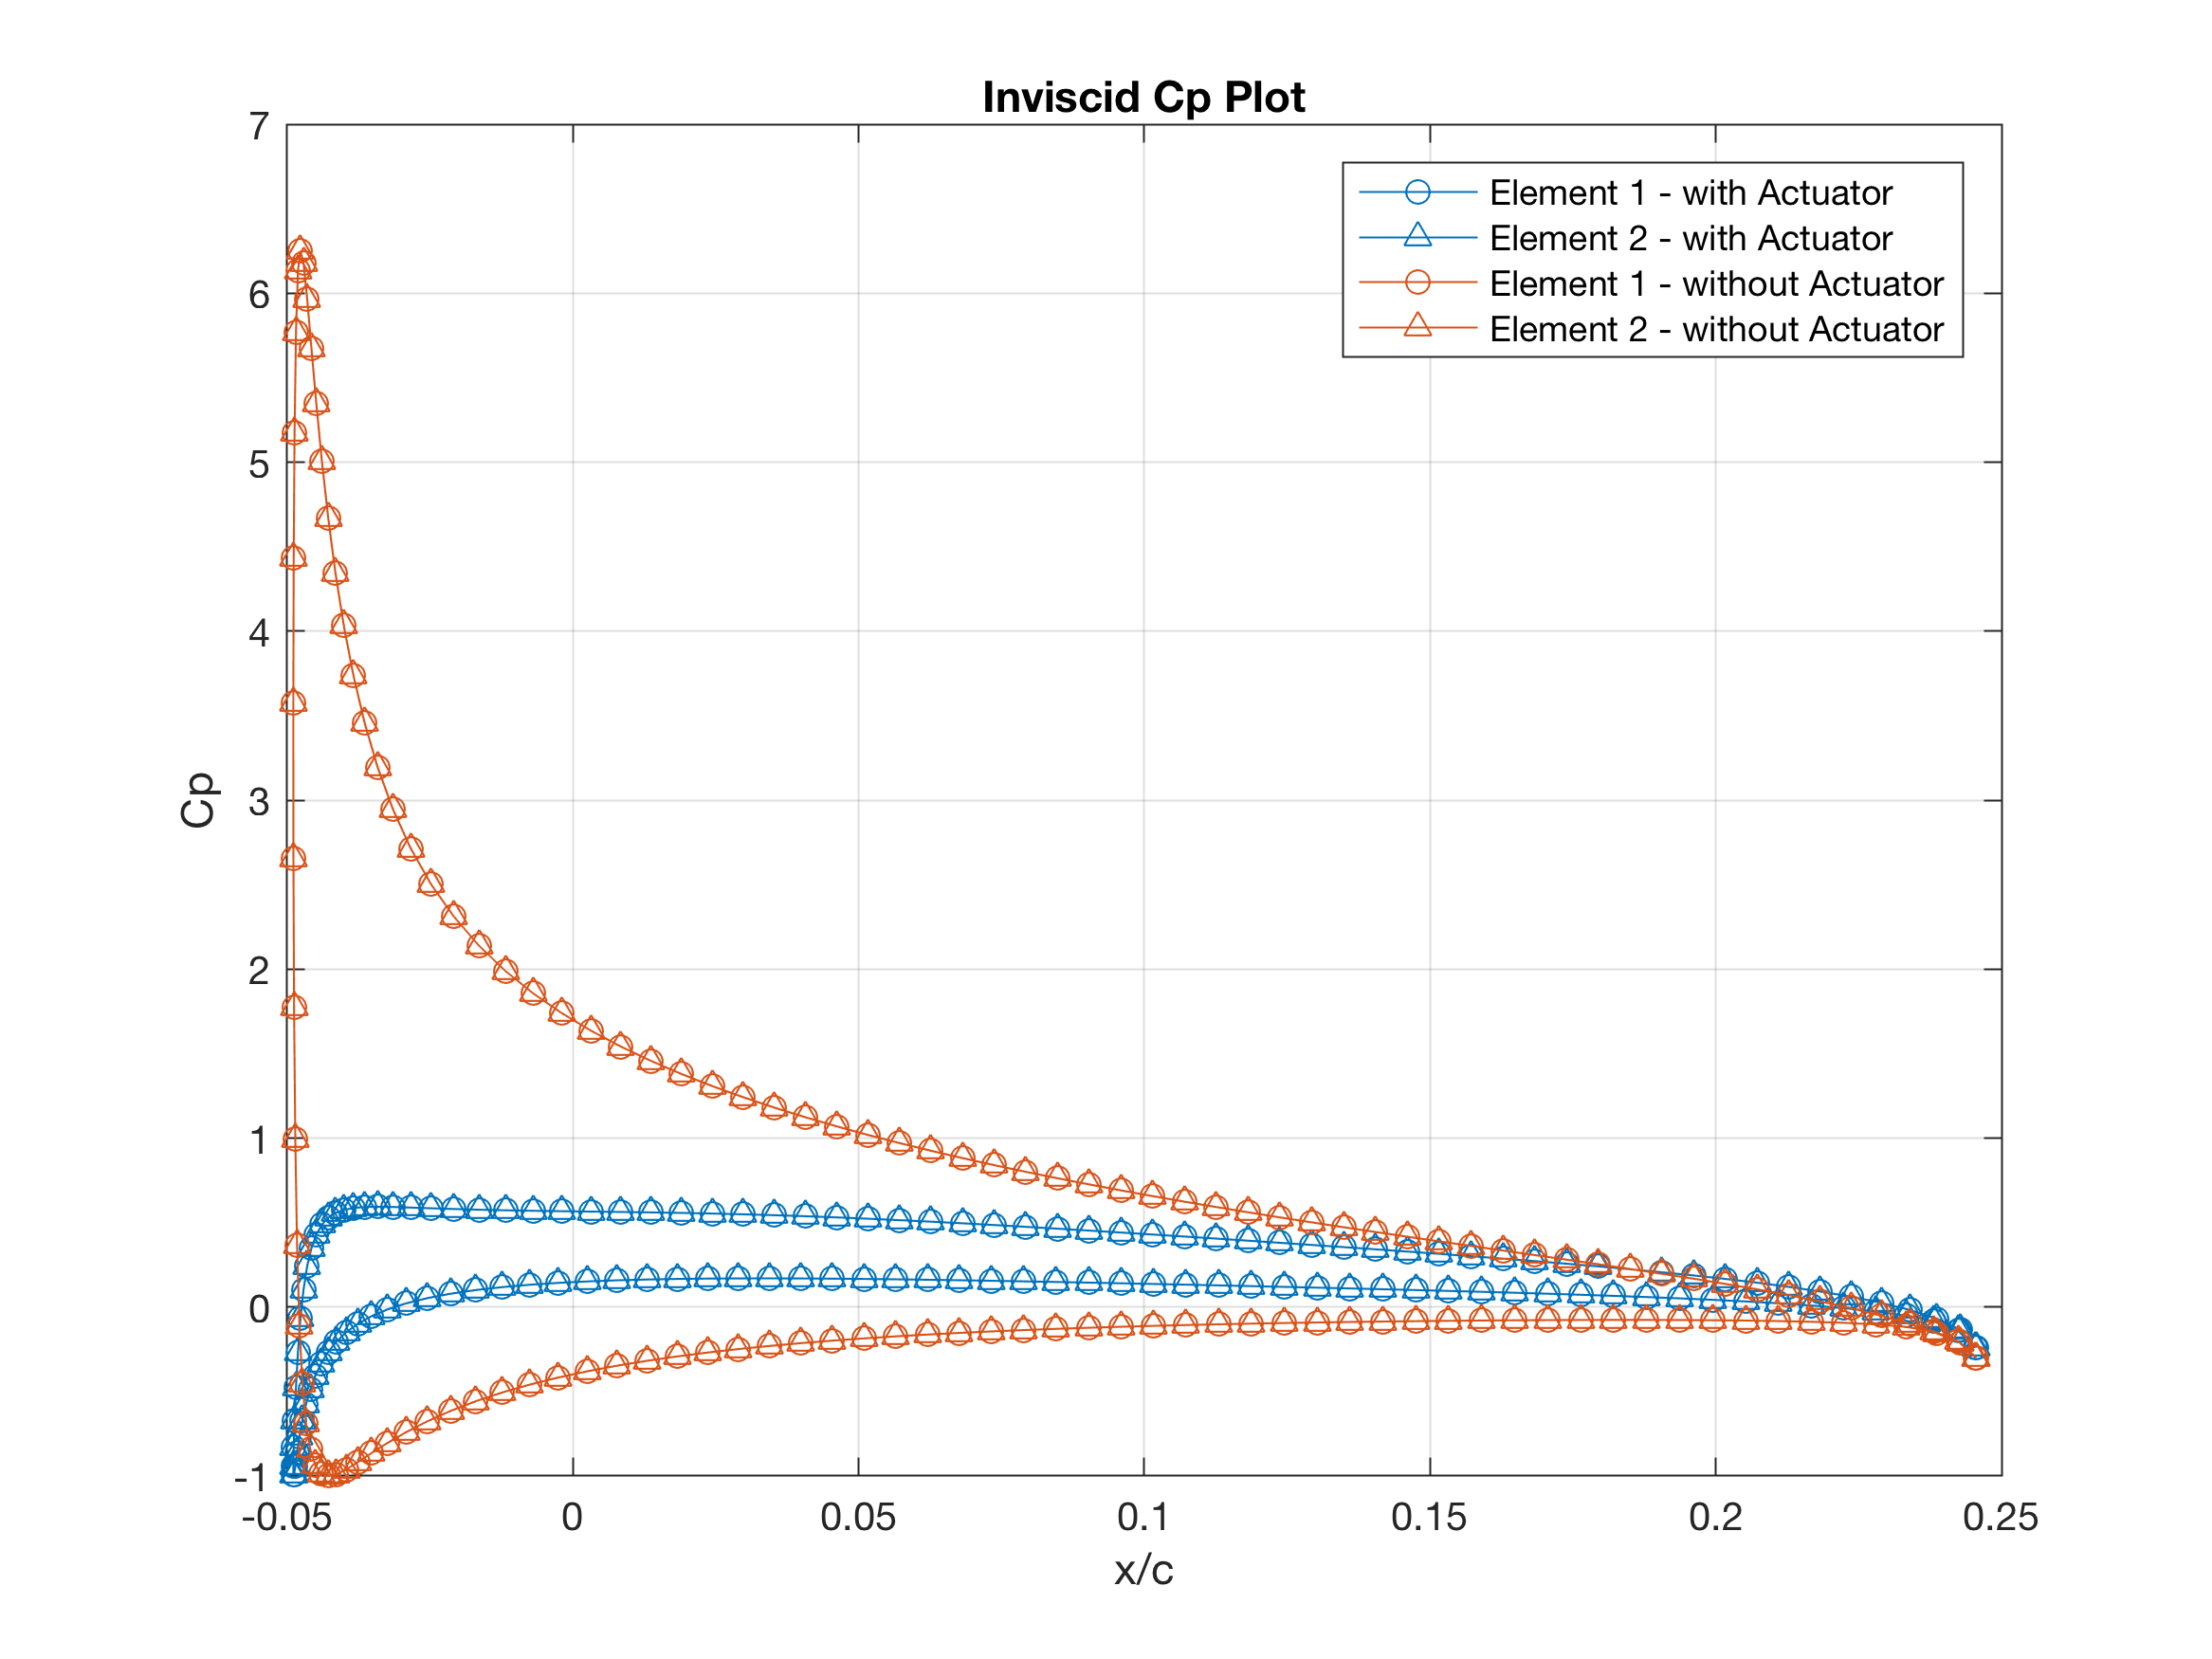 Inviscid Cp Plot
7
6
5
4
3
2
1
0
-1
Cp
Element 1 - with Actuator
Element 2 - with Actuator
Element 1 - without Actuator
Element 2 - without Actuator
-0.05 0 0.05 0.1 0.15 0.2 0.25
x/c